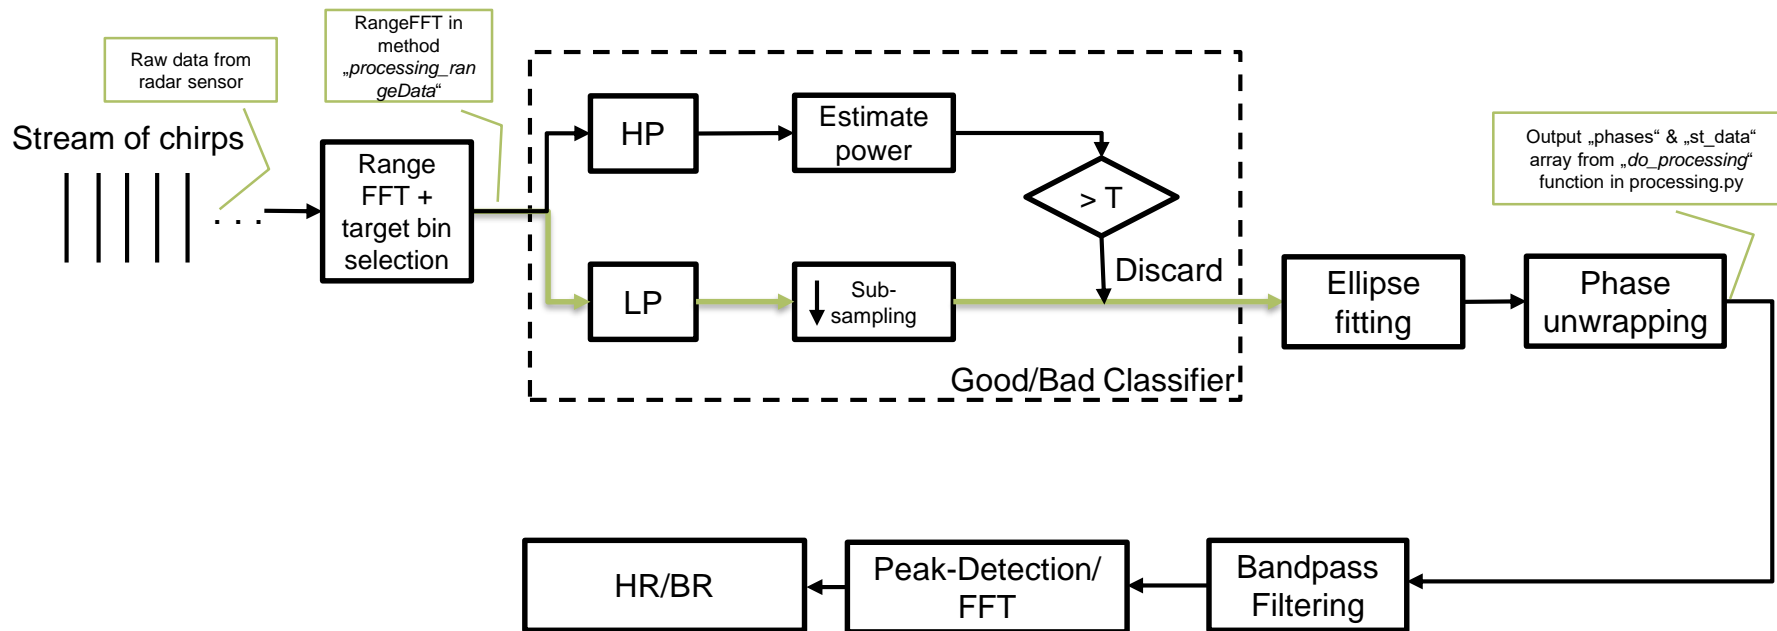 Raw data from
radar sensor
RangeFFT in
method
„processing_ran
geData“
Stream of chirps
. . .
Range
FFT +
target bin
selection
HP
Estimate
power
> T
Discard
LP
Sub-
sampling
Good/Bad Classifier
Ellipse
fitting
Phase
unwrapping
Output „phases“ & „st_data“
array from „do_processing“
function in processing.py
HR/BR
Peak-Detection/
FFT
Bandpass
Filtering